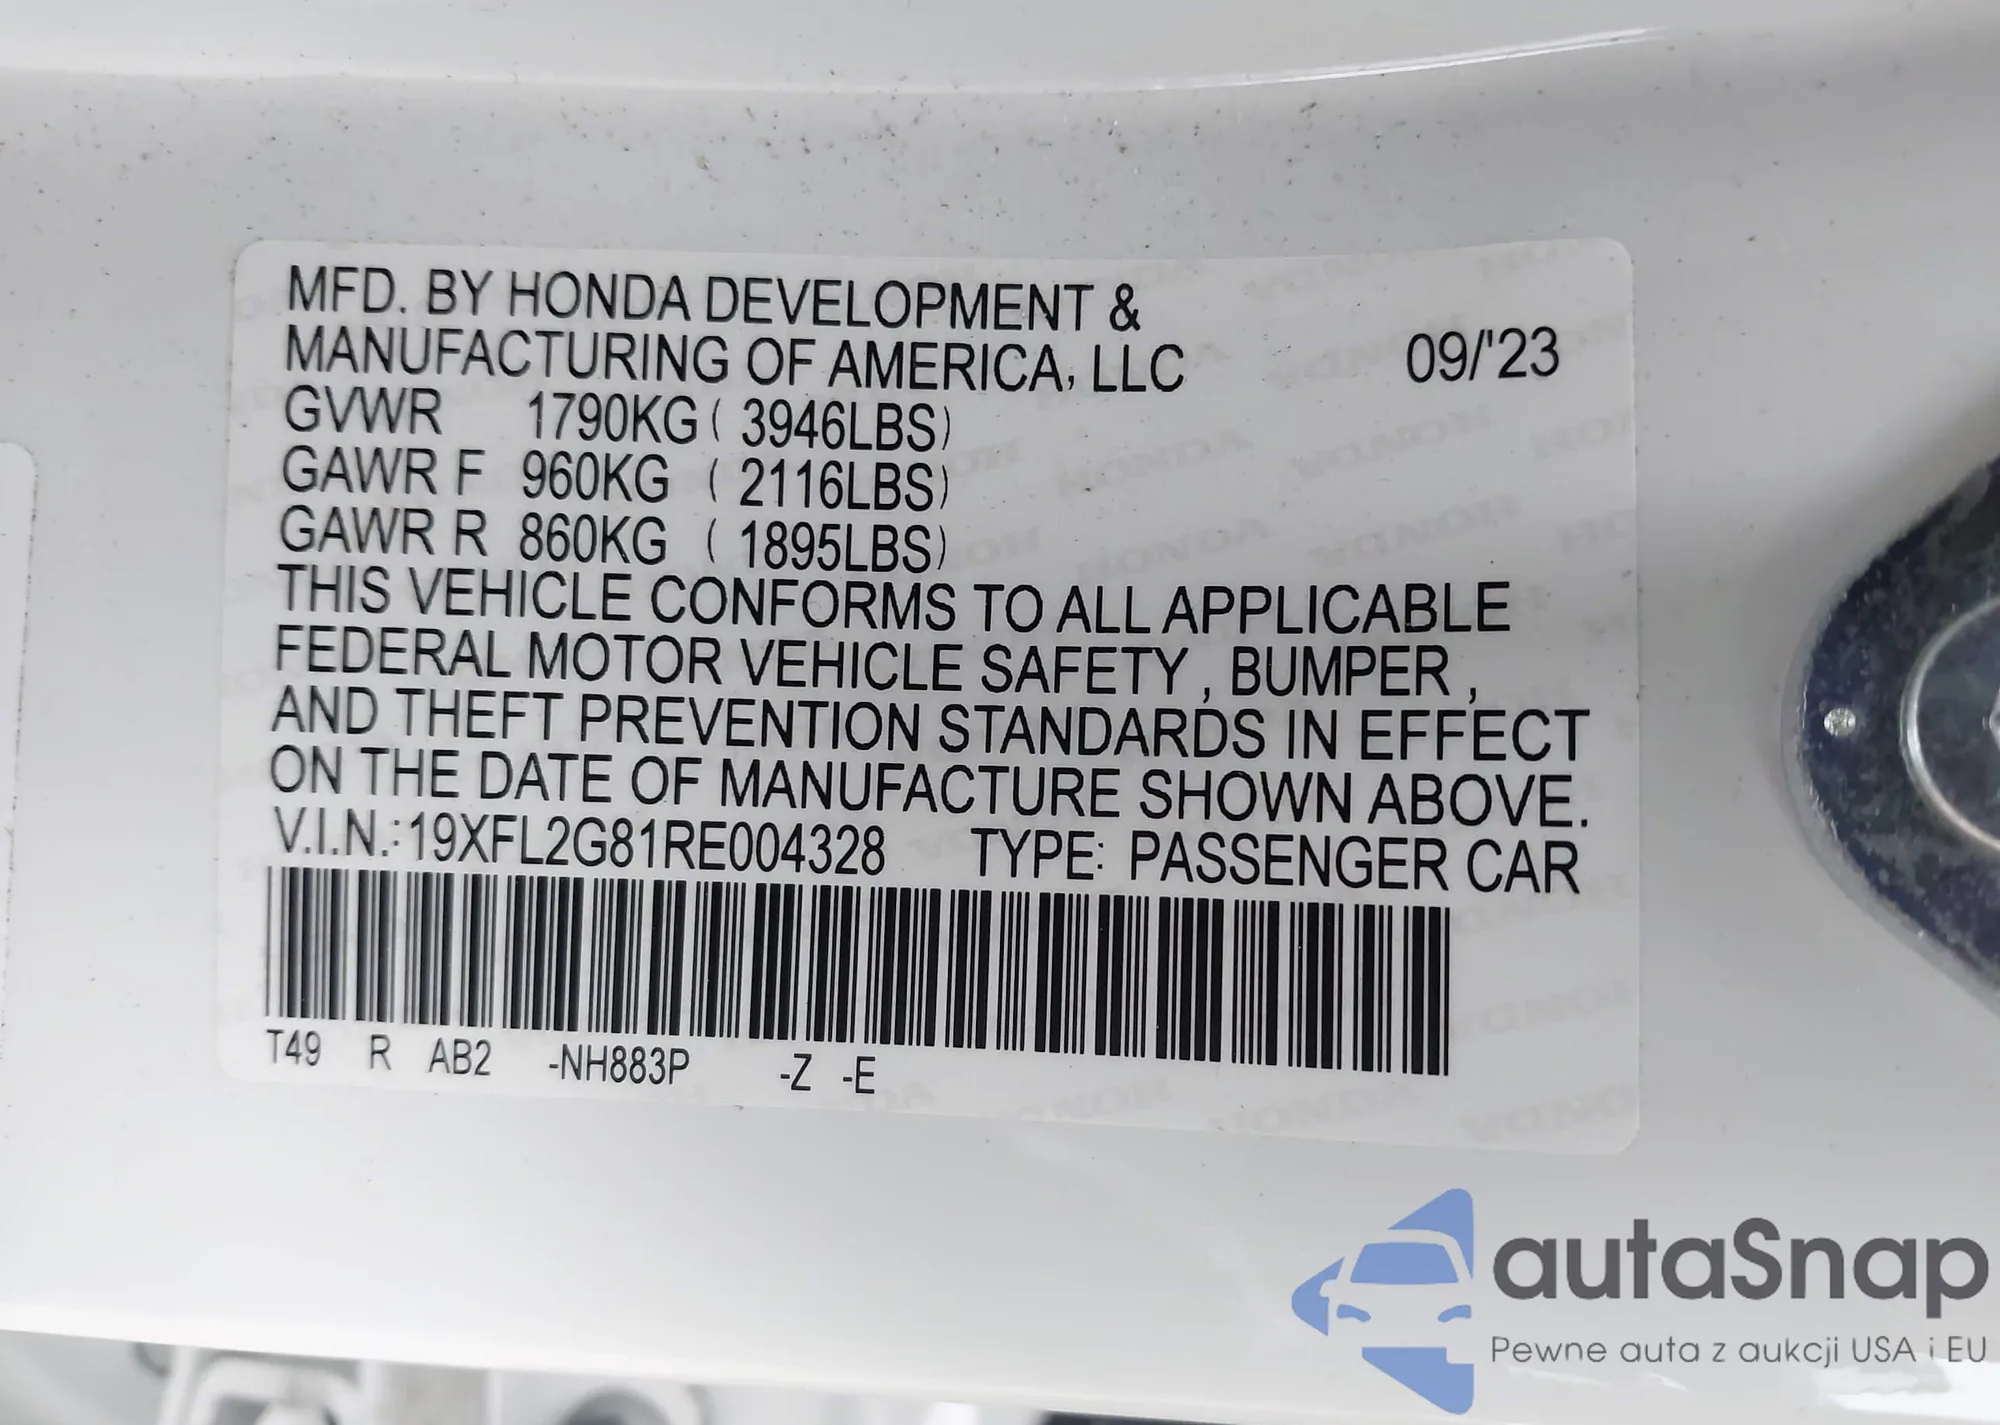 MFD. BY HONDA DEVELOPMENT &
MANUFACTURING OF AMERICA, LLC 09/'23
GVWR 1790KG ( 3946LBS)
GAWR F 960KG ( 2116LBS)
GAWR R 860KG ( 1895LBS)
THIS VEHICLE CONFORMS TO ALL APPLICABLE
FEDERAL MOTOR VEHICLE SAFETY , BUMPER ,
AND THEFT PREVENTION STANDARDS IN EFFECT
ON THE DATE OF MANUFACTURE SHOWN ABOVE.
V.I.N.: 19XFL2G81RE004328 TYPE: PASSENGER CAR
T49 R AB2 -NH883P -Z -E
autaSnap
Pewne auta z aukcji USA i EU